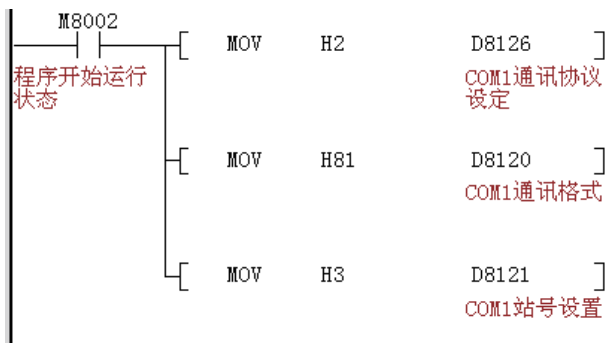 M8002
MOV H2 D8126
程序开始运行
状态
COM1通讯协议
设定
MOV H81 D8120
COM1通讯格式
MOV H3 D8121
COM1站号设置